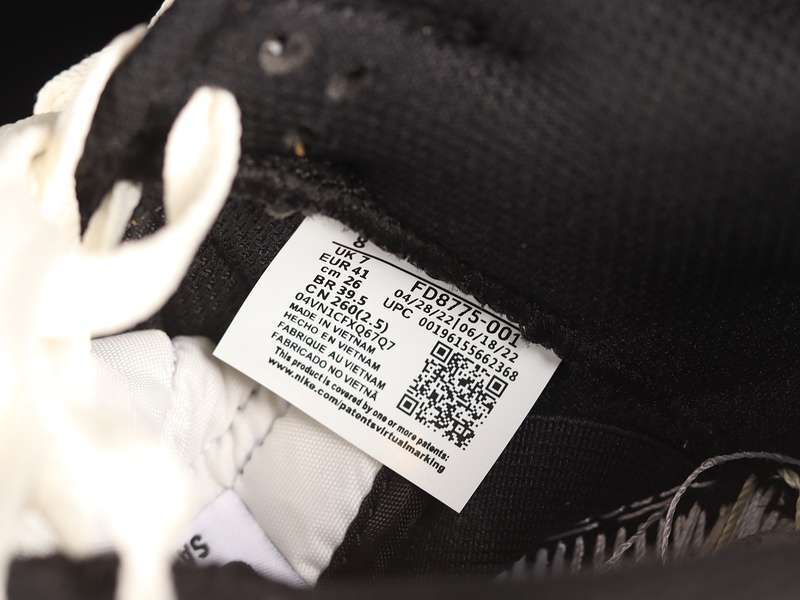 8
UK 7
EUR 41
cm 26
BR 39.5
CN 260(2.5)
04VN1CFXQ67Q7
MADE IN VIETNAM
HECHO EN VIETNAM
FABRIQUE AU VIETNAM
FABRICADO NO VIETNÃ
This product is covered by one or more patents:
www.nike.com/patentsvirtualmarking
FD8775-001
04/28/22|06/18/22
UPC 00196155662368
SA